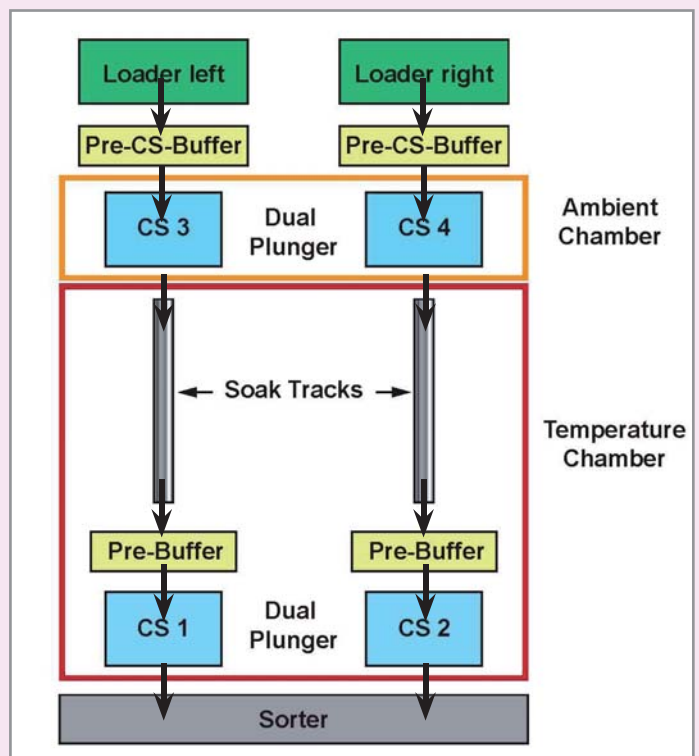 Loader left
Loader right
Pre-CS-Buffer
Pre-CS-Buffer
CS 3
Dual
Plunger
CS 4
Ambient
Chamber
Soak Tracks
Temperature
Chamber
Pre-Buffer
Pre-Buffer
CS 1
Dual
Plunger
CS 2
Sorter